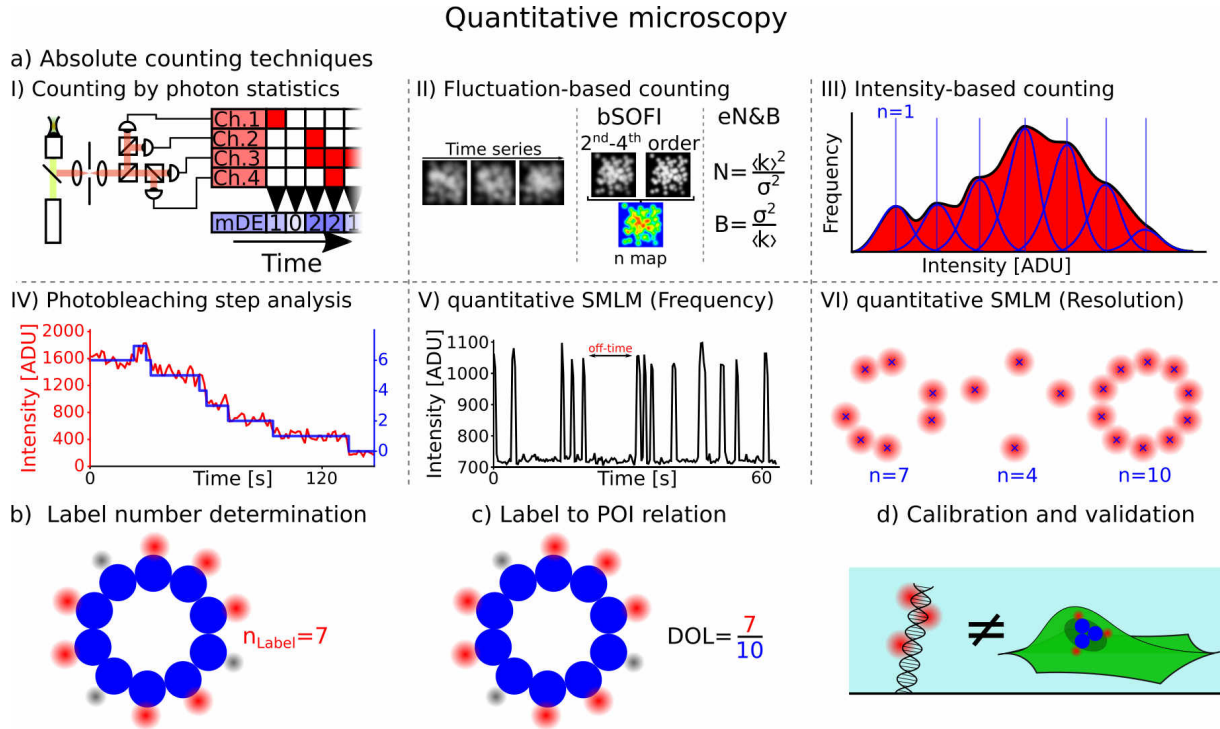 Quantitative microscopy
a) Absolute counting techniques
I) Counting by photon statistics
Ch.1
Ch.2
Ch.3
Ch.4
mDE 1 0 2 2 1
Time
II) Fluctuation-based counting
Time series
bSOFI
2nd-4th order
n map
eN&B
N=⟨k⟩²/σ²
B=σ²/⟨k⟩
III) Intensity-based counting
n=1
Frequency
Intensity [ADU]
IV) Photobleaching step analysis
Intensity [ADU]
2000
1600
1200
800
400
0
6
4
2
0
0 Time [s] 120
V) quantitative SMLM (Frequency)
Intensity [ADU]
1100
1000
900
800
700
off-time
0 Time [s] 60
VI) quantitative SMLM (Resolution)
n=7 n=4 n=10
b) Label number determination
nLabel=7
c) Label to POI relation
DOL=7/10
d) Calibration and validation
≠